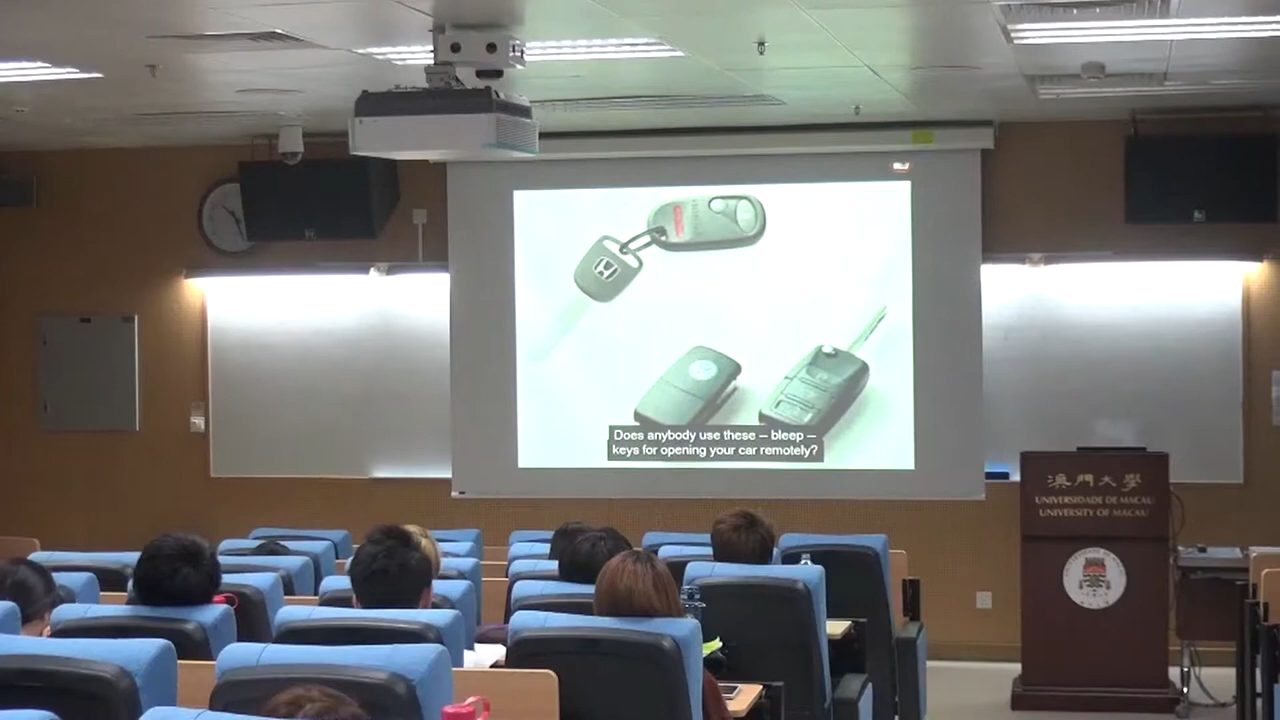 Does anybody use these – bleep –
keys for opening your car remotely?
澳門大學
UNIVERSIDADE DE MACAU
UNIVERSITY OF MACAU